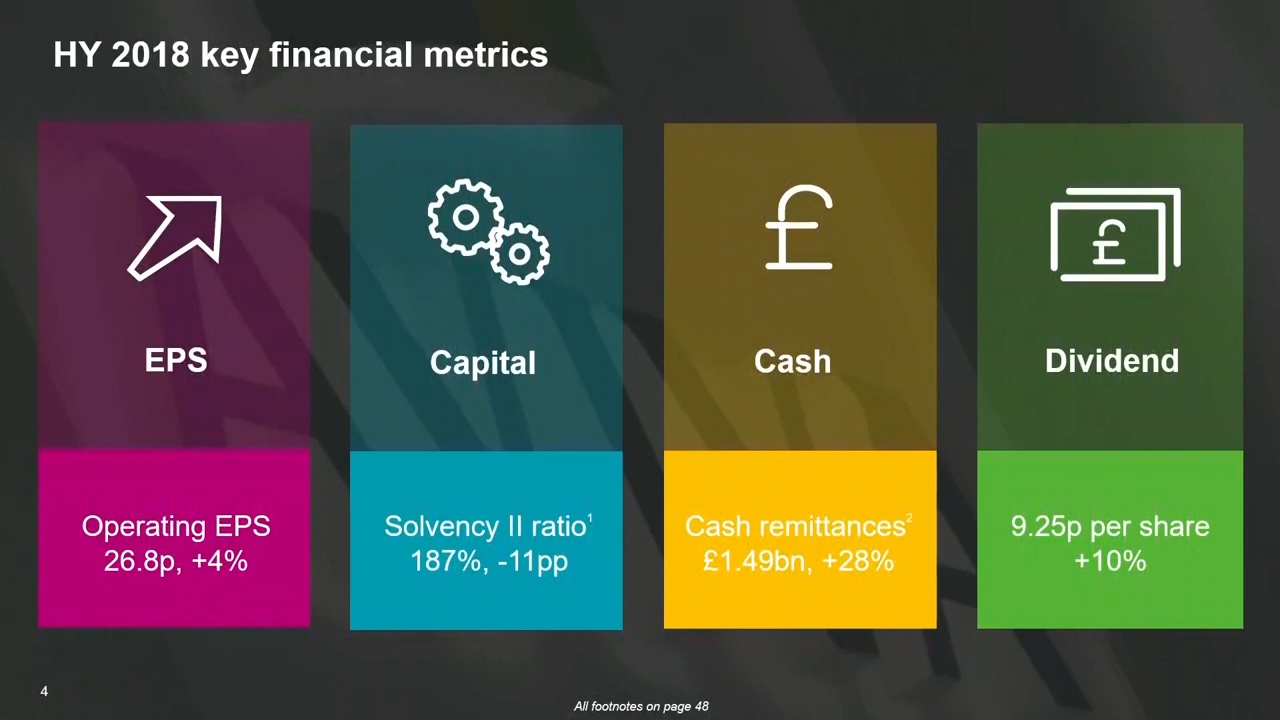 HY 2018 key financial metrics
EPS
Operating EPS
26.8p, +4%
Capital
Solvency II ratio¹
187%, -11pp
£
Cash
Cash remittances²
£1.49bn, +28%
£
Dividend
9.25p per share
+10%
4
All footnotes on page 48